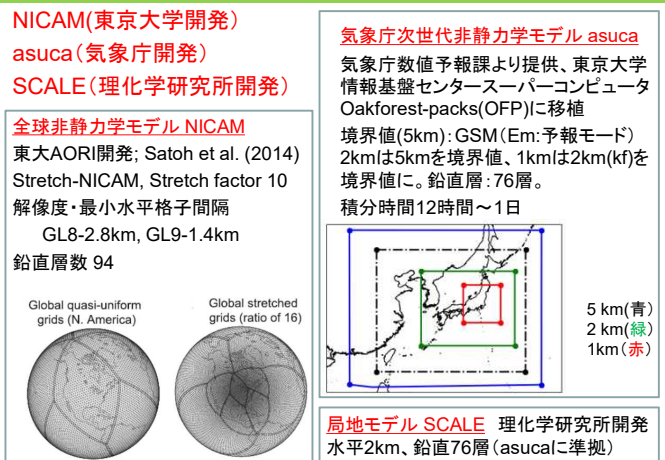 NICAM(東京大学開発)
asuca(気象庁開発)
SCALE(理化学研究所開発)
全球非静力学モデル NICAM
東大AORI開発; Satoh et al. (2014)
Stretch-NICAM, Stretch factor 10
解像度・最小水平格子間隔
GL8-2.8km, GL9-1.4km
鉛直層数 94
Global quasi-uniform
grids (N. America)
Global stretched
grids (ratio of 16)
気象庁次世代非静力学モデル asuca
気象庁数値予報課より提供、東京大学
情報基盤センタースーパーコンピュータ
Oakforest-packs(OFP)に移植
境界値(5km):GSM(Em:予報モード)
2kmは5kmを境界値、1kmは2km(kf)を
境界値に。鉛直層:76層。
積分時間12時間~1日
5 km(青)
2 km(緑)
1km(赤)
局地モデル SCALE 理化学研究所開発
水平2km、鉛直76層(asucaに準拠)